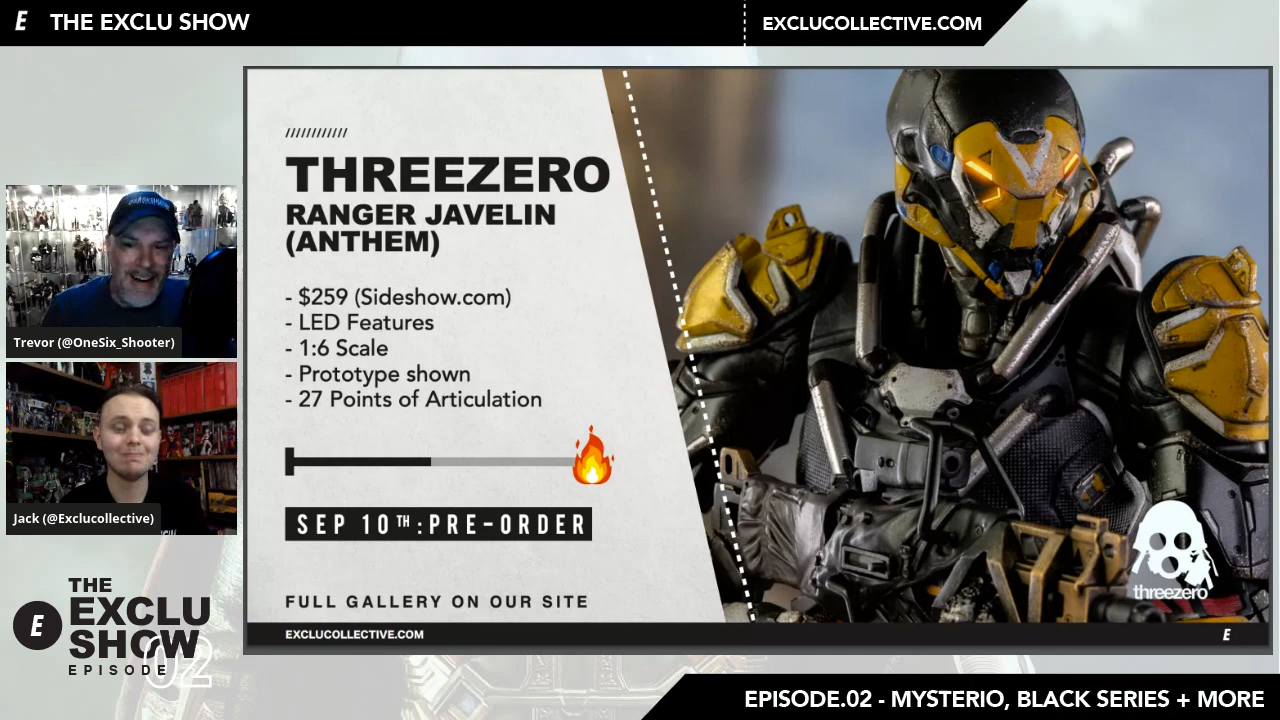 E THE EXCLU SHOW
EXCLUCOLLECTIVE.COM
////////////
THREEZERO
RANGER JAVELIN
(ANTHEM)
- $259 (Sideshow.com)
- LED Features
- 1:6 Scale
- Prototype shown
- 27 Points of Articulation
SEP 10TH:PRE-ORDER
FULL GALLERY ON OUR SITE
EXCLUCOLLECTIVE.COM
E
threezero
Trevor (@OneSix_Shooter)
Jack (@Exclucollective)
E
THE
EXCLU
SHOW
EPISODE
02
EPISODE.02 - MYSTERIO, BLACK SERIES + MORE